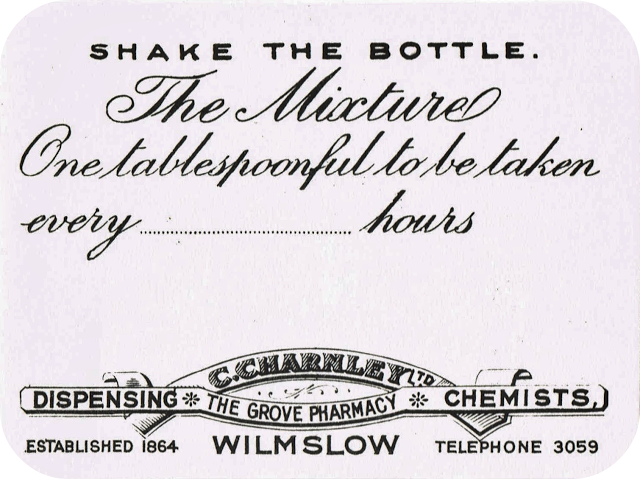 SHAKE THE BOTTLE.
The Mixture
One tablespoonful to be taken
every ........................................ hours
C. CHARNLEY LTD
DISPENSING * THE GROVE PHARMACY * CHEMISTS,
ESTABLISHED 1864 WILMSLOW TELEPHONE 3059